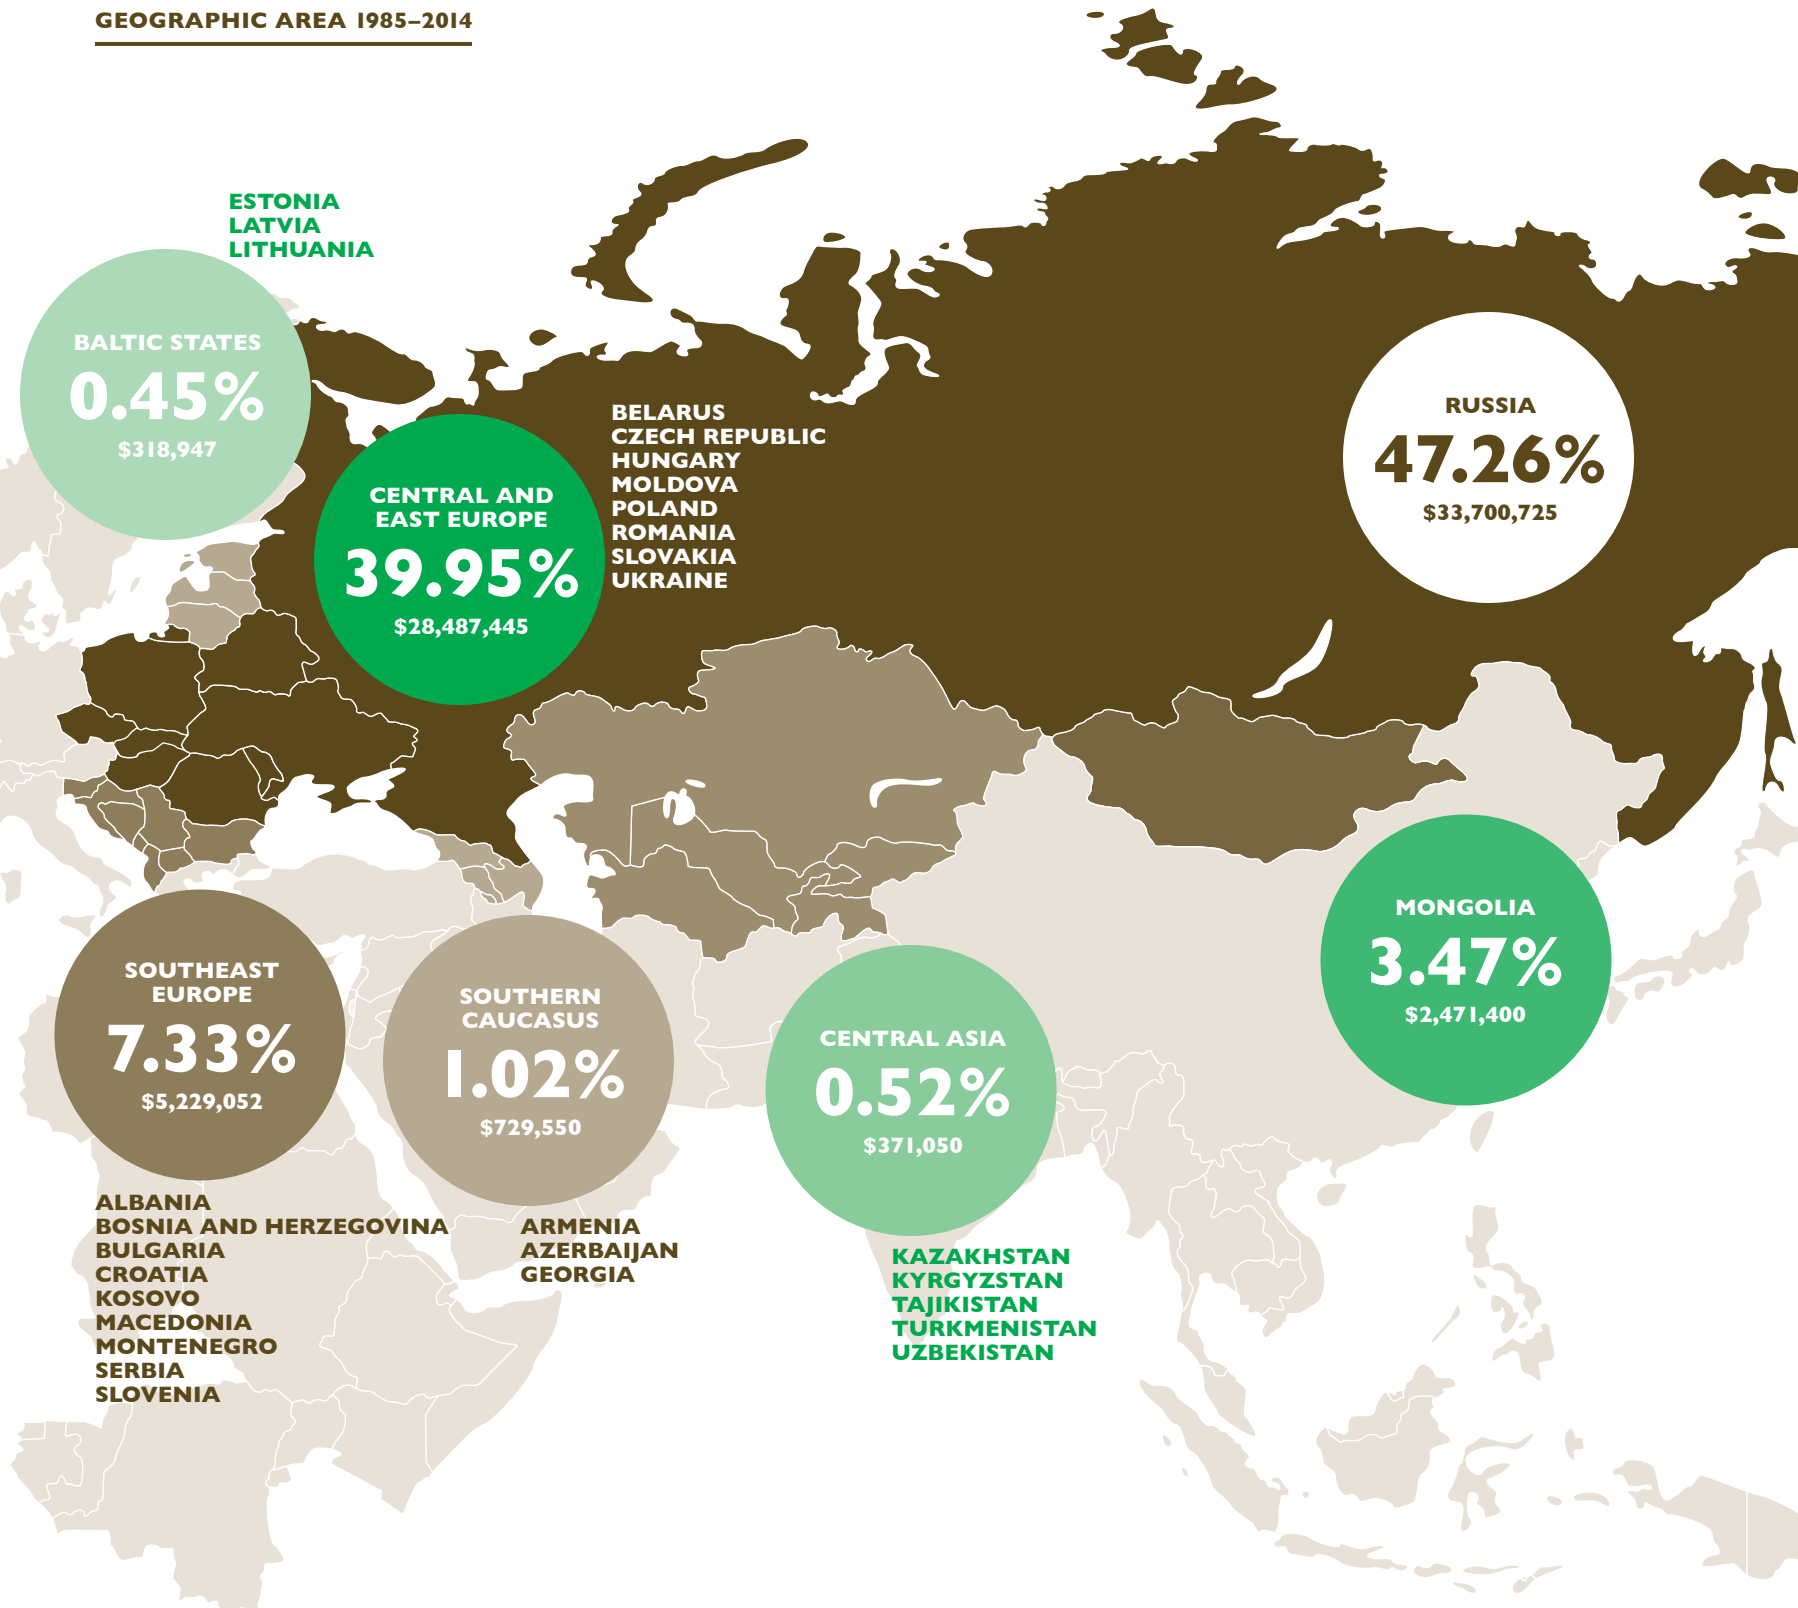 GEOGRAPHIC AREA 1985–2014
ESTONIA
LATVIA
LITHUANIA
BALTIC STATES
0.45%
$318,947
CENTRAL AND
EAST EUROPE
39.95%
$28,487,445
BELARUS
CZECH REPUBLIC
HUNGARY
MOLDOVA
POLAND
ROMANIA
SLOVAKIA
UKRAINE
RUSSIA
47.26%
$33,700,725
MONGOLIA
3.47%
$2,471,400
SOUTHEAST
EUROPE
7.33%
$5,229,052
ALBANIA
BOSNIA AND HERZEGOVINA
BULGARIA
CROATIA
KOSOVO
MACEDONIA
MONTENEGRO
SERBIA
SLOVENIA
SOUTHERN
CAUCASUS
1.02%
$729,550
ARMENIA
AZERBAIJAN
GEORGIA
CENTRAL ASIA
0.52%
$371,050
KAZAKHSTAN
KYRGYZSTAN
TAJIKISTAN
TURKMENISTAN
UZBEKISTAN